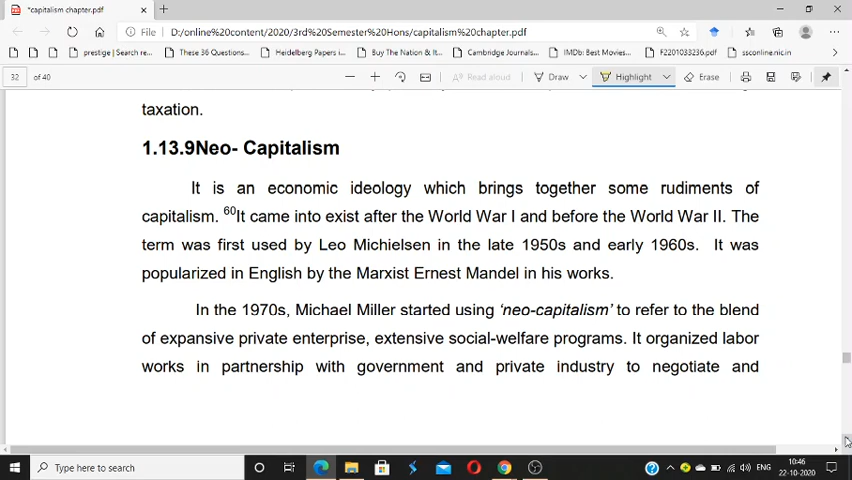 *capitalism chapter.pdf
File D:/online%20content/2020/3rd%20Semester%20Hons/capitalism%20chapter.pdf
prestige | Search re... These 36 Questions... Heidelberg Papers i... Buy The Nation & It... Cambridge Journals... IMDb: Best Movies... F2201033236.pdf ssconline.nic.in
32 of 40 Read aloud Draw Highlight Erase
taxation.
1.13.9Neo- Capitalism
It is an economic ideology which brings together some rudiments of
capitalism. 60It came into exist after the World War I and before the World War II. The
term was first used by Leo Michielsen in the late 1950s and early 1960s. It was
popularized in English by the Marxist Ernest Mandel in his works.
In the 1970s, Michael Miller started using ‘neo-capitalism’ to refer to the blend
of expansive private enterprise, extensive social-welfare programs. It organized labor
works in partnership with government and private industry to negotiate and
Type here to search ENG 10:46
22-10-2020